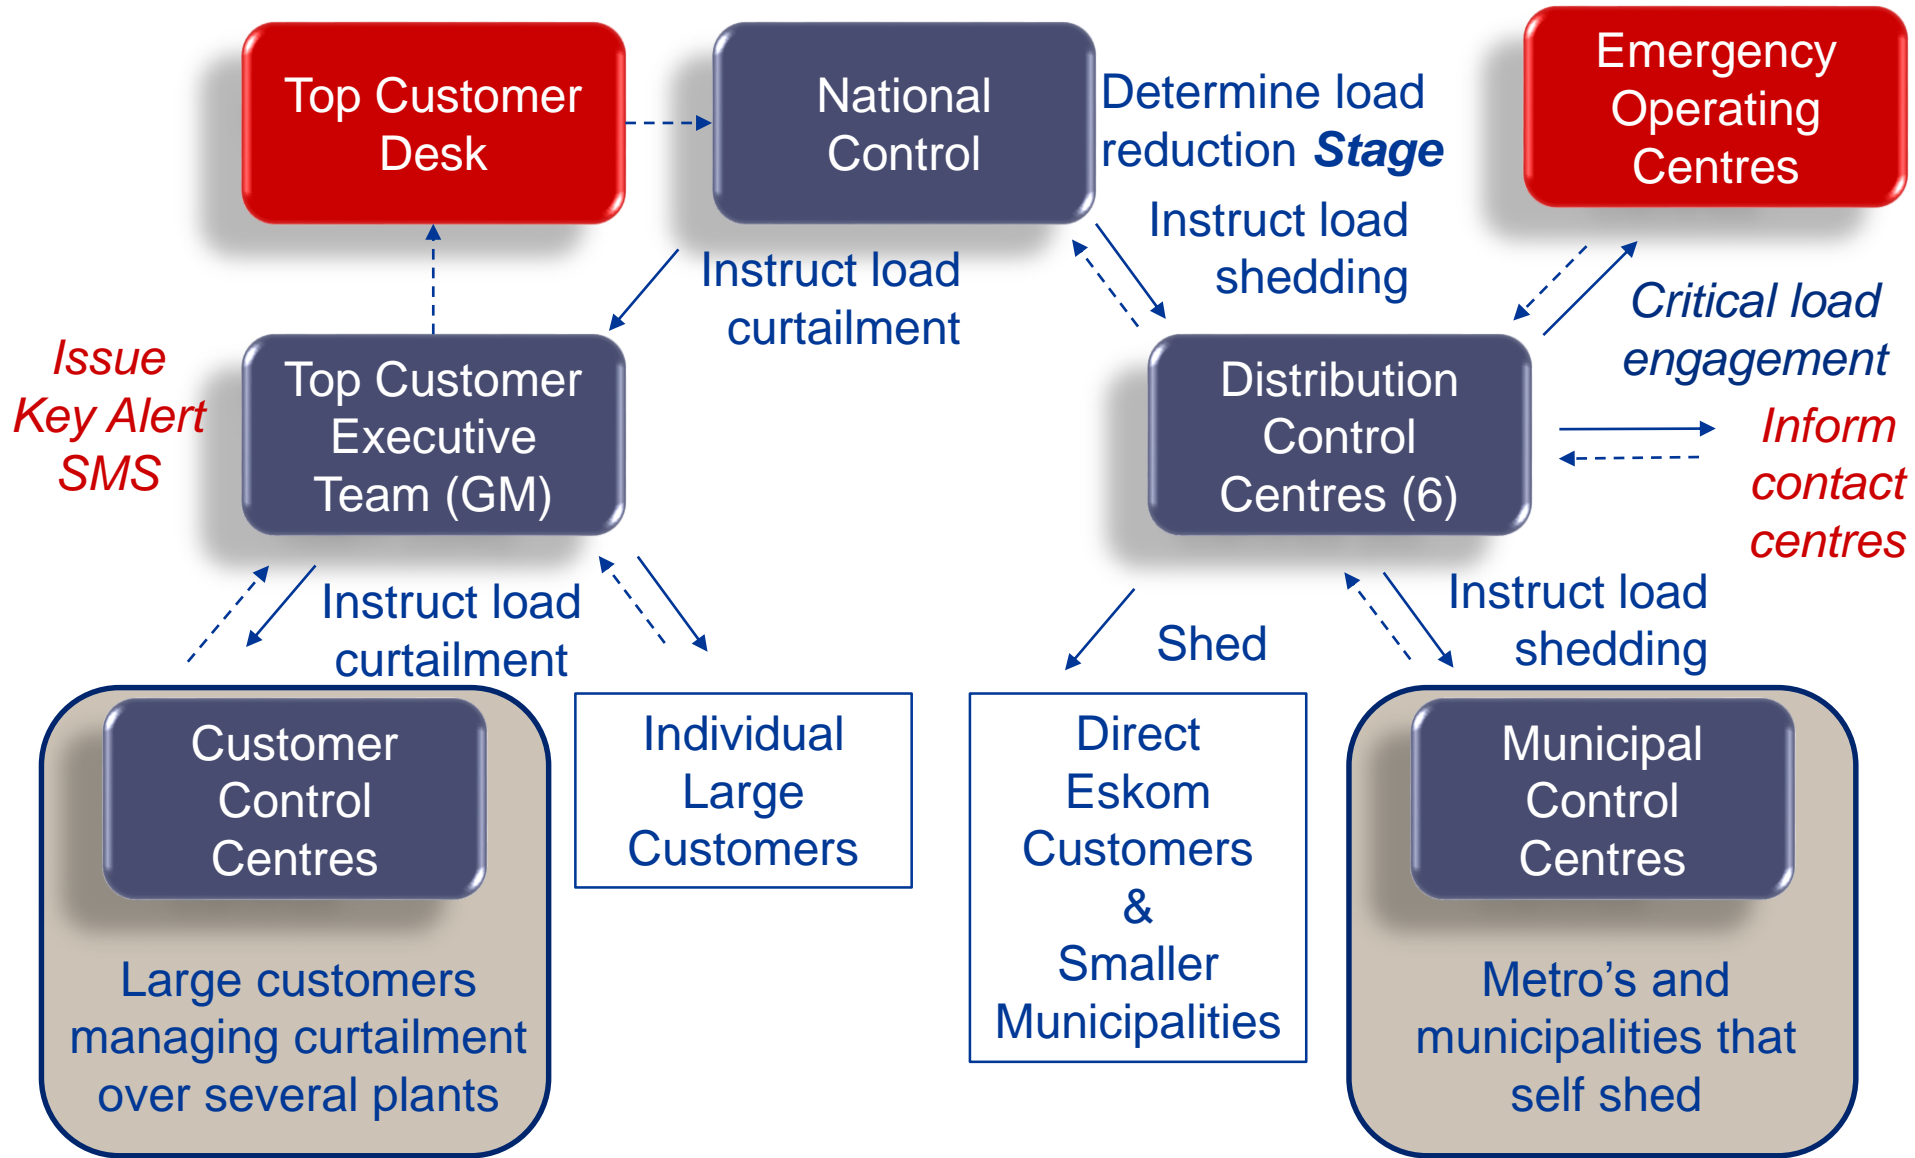 Top Customer
Desk
National
Control
Determine load
reduction Stage
Emergency
Operating
Centres
Instruct load
shedding
Instruct load
curtailment
Critical load
engagement
Issue
Key Alert
SMS
Top Customer
Executive
Team (GM)
Distribution
Control
Centres (6)
Inform
contact
centres
Instruct load
curtailment
Shed
Instruct load
shedding
Customer
Control
Centres
Large customers
managing curtailment
over several plants
Individual
Large
Customers
Direct
Eskom
Customers
&
Smaller
Municipalities
Municipal
Control
Centres
Metro’s and
municipalities that
self shed